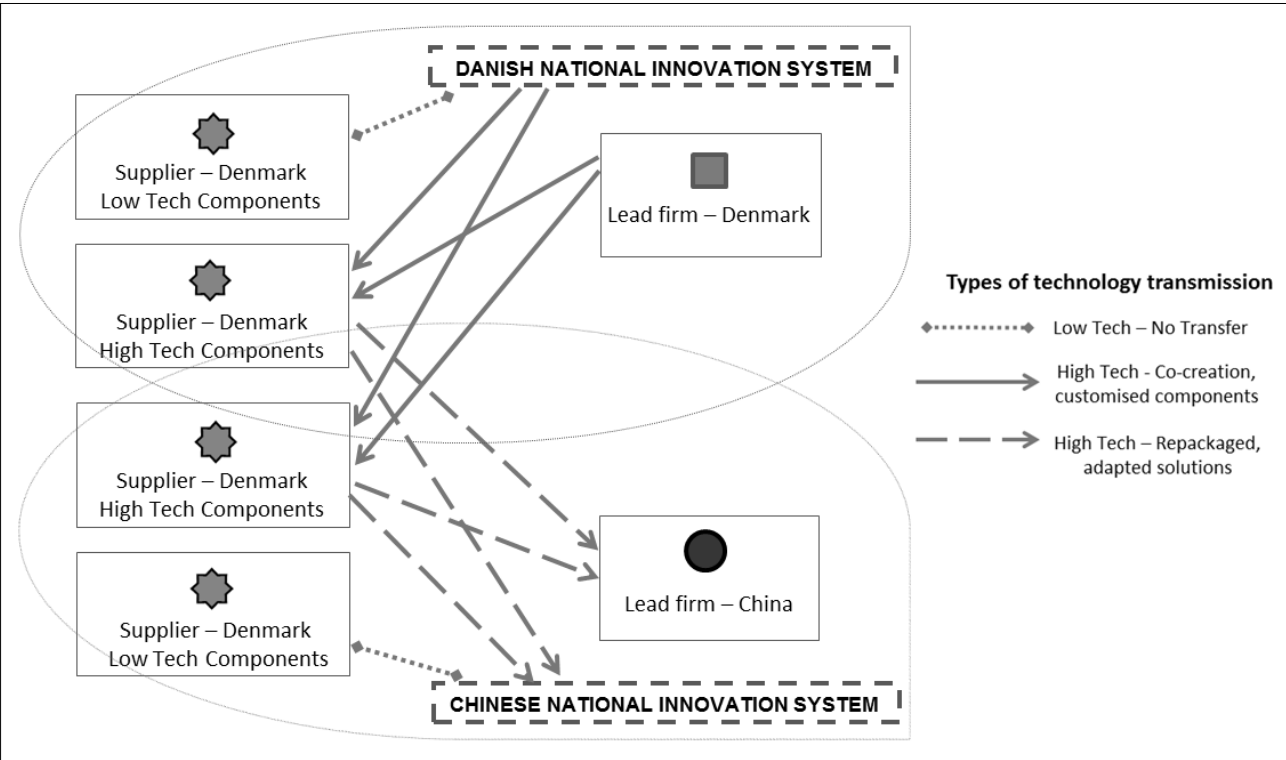 DANISH NATIONAL INNOVATION SYSTEM
Supplier – Denmark
Low Tech Components
Lead firm – Denmark
Supplier – Denmark
High Tech Components
Types of technology transmission
Low Tech – No Transfer
High Tech - Co-creation,
customised components
High Tech – Repackaged,
adapted solutions
Supplier – Denmark
High Tech Components
Lead firm – China
Supplier – Denmark
Low Tech Components
CHINESE NATIONAL INNOVATION SYSTEM